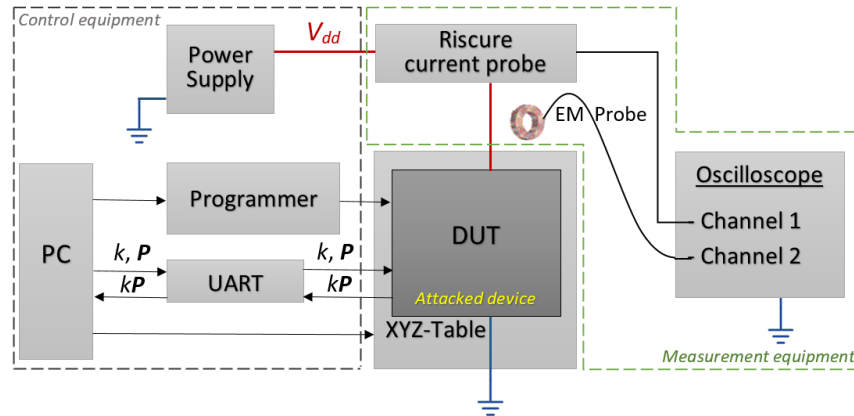 Control equipment
Power
Supply
V_dd
Riscure
current probe
EM Probe
Oscilloscope
Channel 1
Channel 2
PC
Programmer
k, P
kP
UART
k, P
kP
DUT
Attacked device
XYZ-Table
Measurement equipment